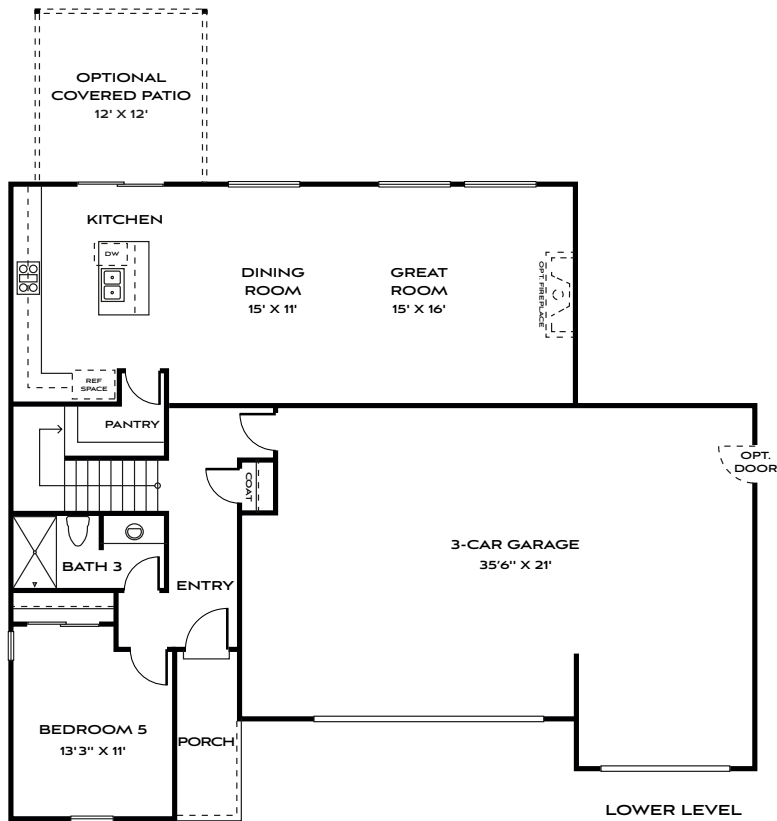 OPTIONAL
COVERED PATIO
12' X 12'
KITCHEN
DW
DINING
ROOM
15' X 11'
GREAT
ROOM
15' X 16'
OPT. FIREPLACE
REF
SPACE
PANTRY
COAT
OPT.
DOOR
3-CAR GARAGE
35'6" X 21'
BATH 3
ENTRY
BEDROOM 5
13'3" X 11'
PORCH
LOWER LEVEL